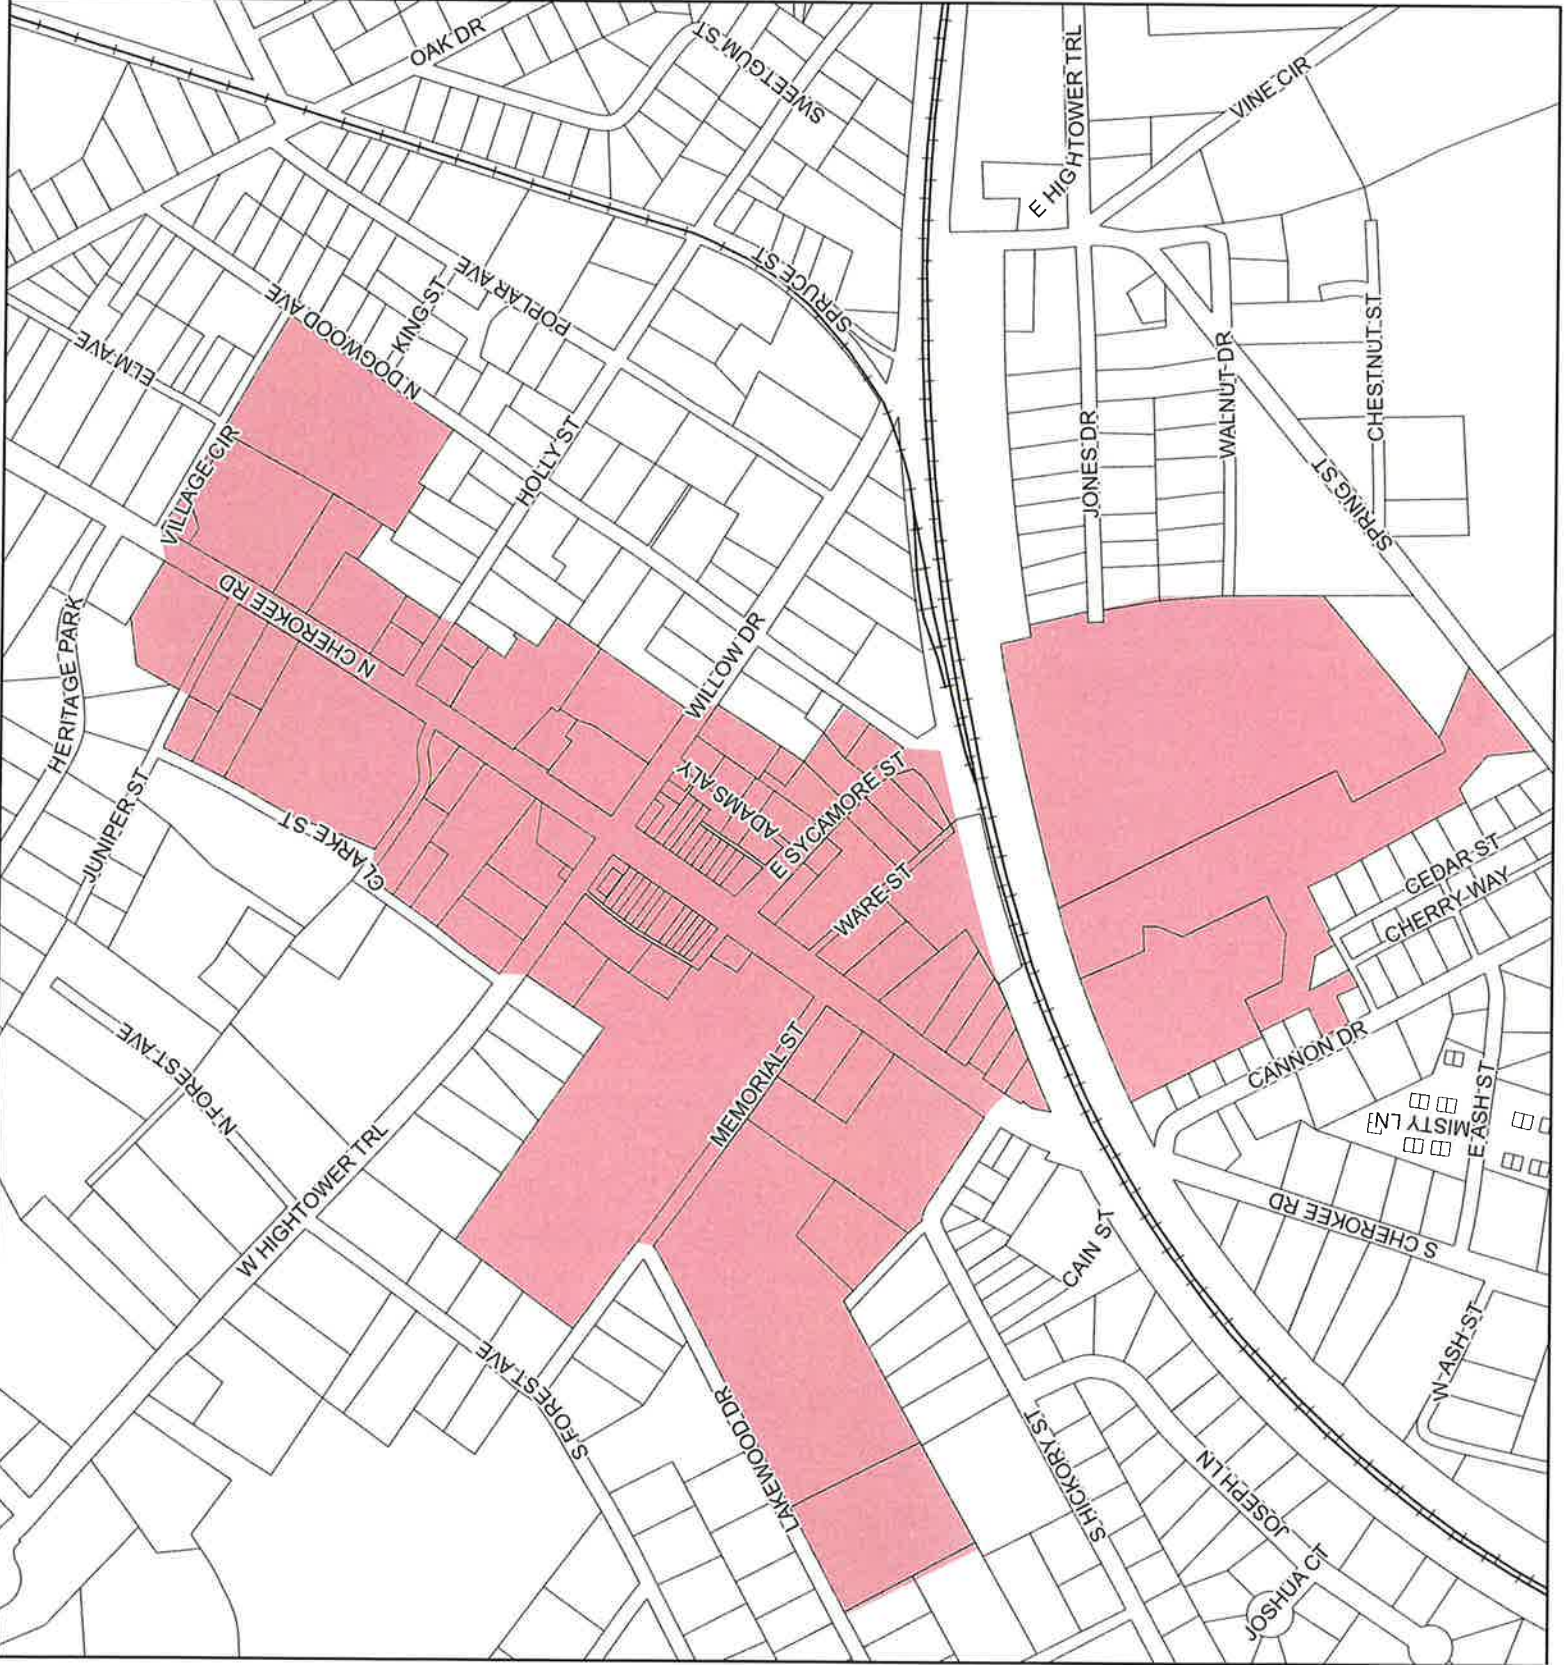 OAK DR
SWEETGUM ST
E HIGHTOWER TRL
VINE CIR
SPRUCE ST
POPLAR AVE
KING ST
N DOGWOOD AVE
ELM AVE
VILLAGE CIR
HOLLY ST
JONES DR
WALNUT DR
CHESTNUT ST
SPRING ST
N CHEROKEE RD
HERITAGE PARK
WILLOW DR
JUNIPER ST
CLARKE ST
ADAMS ALY
E SYCAMORE ST
WARE ST
CEDAR ST
CHERRY WAY
N FOREST AVE
MEMORIAL ST
CANNON DR
MISTY LN
E ASH ST
W HIGHTOWER TRL
CAIN ST
S CHEROKEE RD
S FOREST AVE
W ASH ST
S FOREST
LAKEWOOD DR
S HICKORY ST
JOSEPH LN
JOSHUA CT